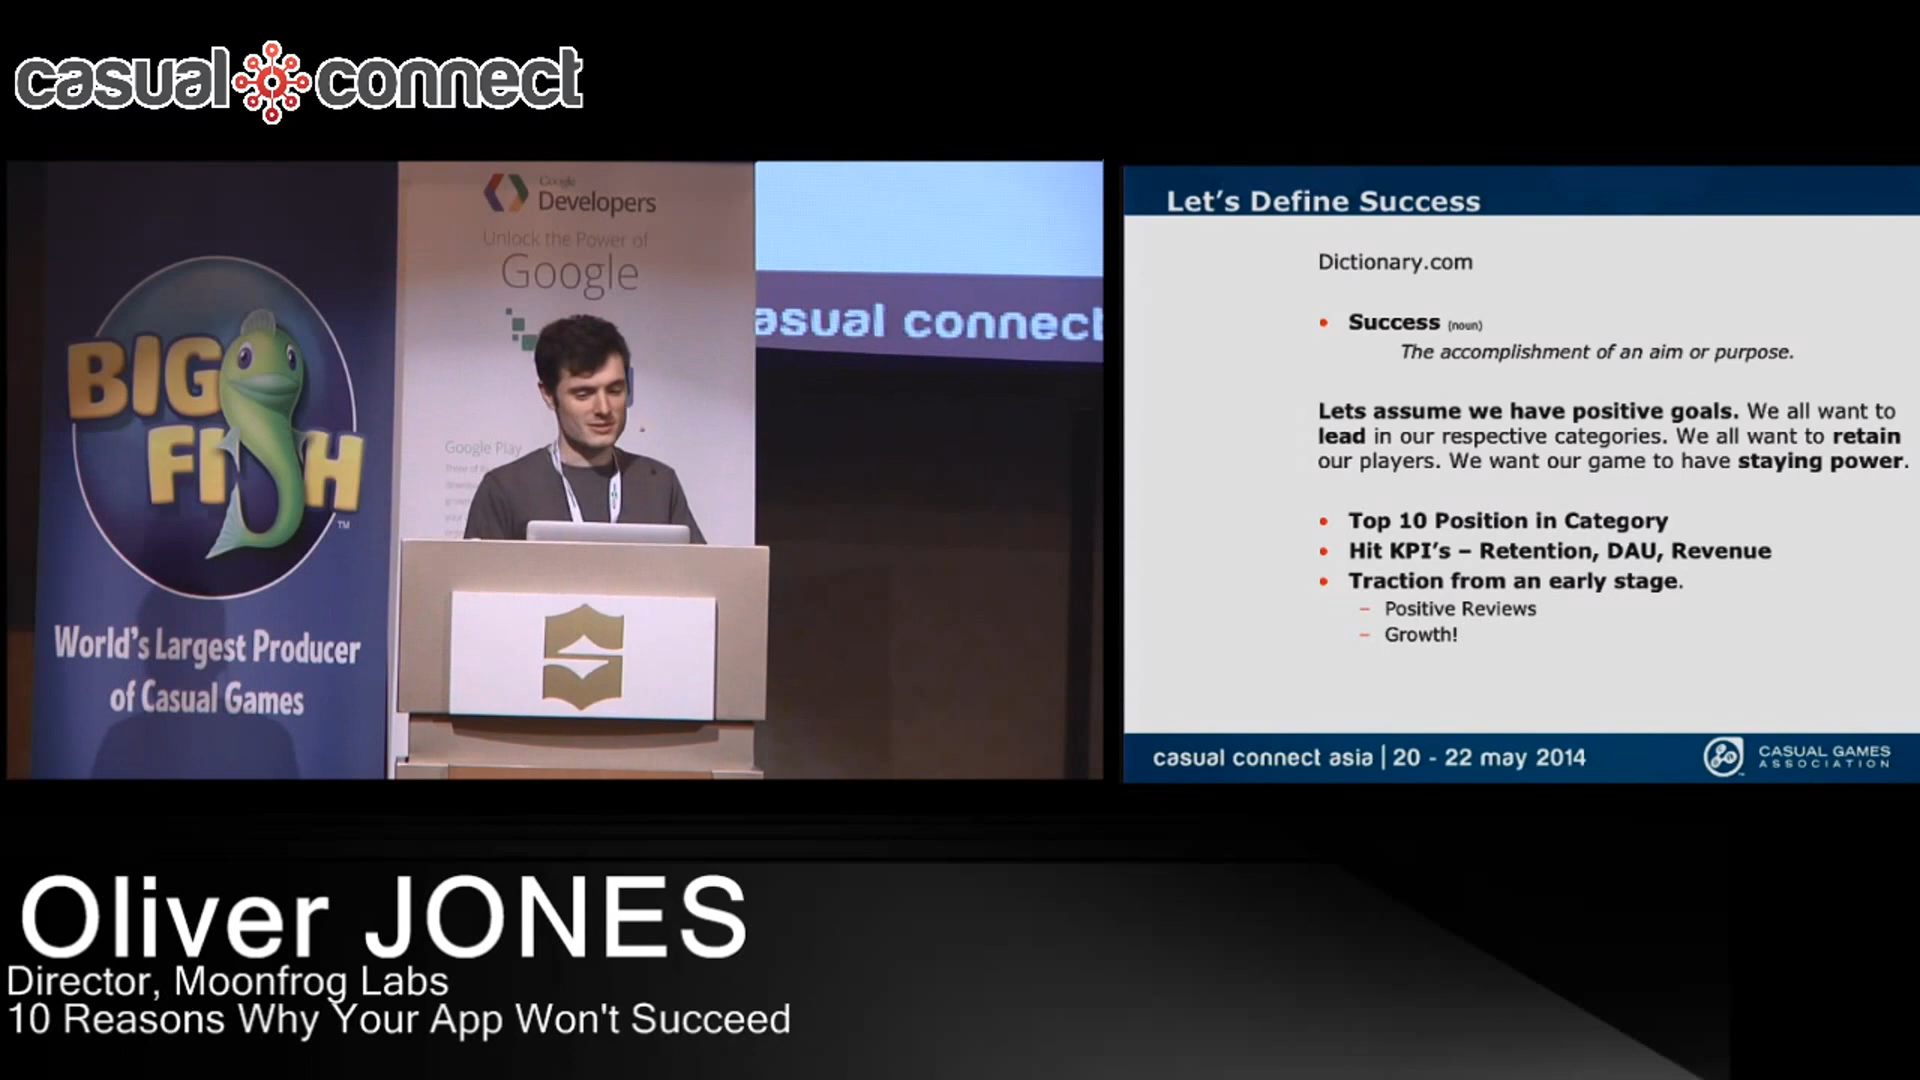 casual connect
Google
Developers
Unlock the Power of
Google
Google Play
BIG
FISH
TM
World's Largest Producer
of Casual Games
asual connect
Let's Define Success
Dictionary.com
• Success (noun)
The accomplishment of an aim or purpose.
Lets assume we have positive goals. We all want to
lead in our respective categories. We all want to retain
our players. We want our game to have staying power.
• Top 10 Position in Category
• Hit KPI's – Retention, DAU, Revenue
• Traction from an early stage.
– Positive Reviews
– Growth!
casual connect asia | 20 - 22 may 2014
CASUAL GAMES
ASSOCIATION
Oliver JONES
Director, Moonfrog Labs
10 Reasons Why Your App Won't Succeed